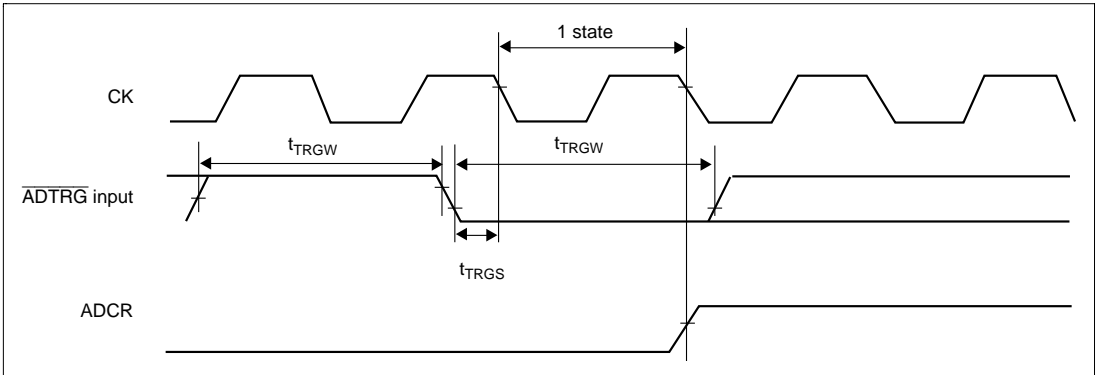 1 state
CK
tTRGW
tTRGW
ADTRG input
tTRGS
ADCR